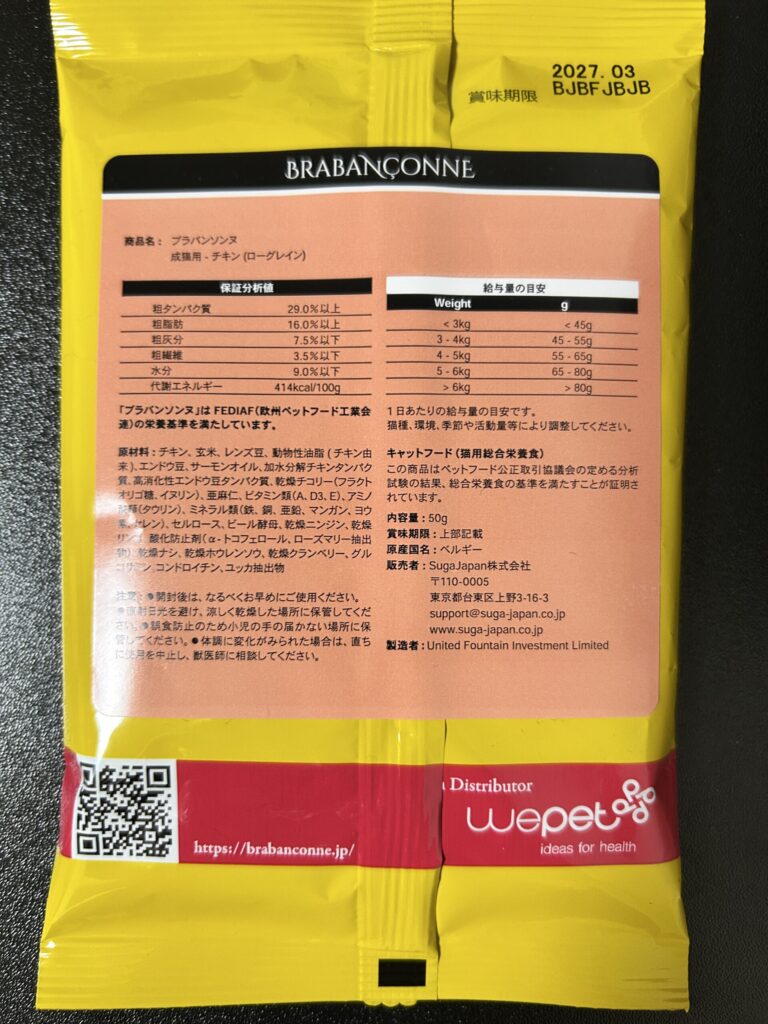 2027. 03
賞味期限 BJBFJBJB
BRABANÇONNE
商品名： ブラバンソンヌ
成猫用 - チキン (ローグレイン)
保証分析値
粗タンパク質 29.0％以上
粗脂肪 16.0％以上
粗灰分 7.5％以下
粗繊維 3.5％以下
水分 9.0％以下
代謝エネルギー 414kcal/100g
「ブラバンソンヌ」は FEDIAF（欧州ペットフード工業会
連）の栄養基準を満たしています。
原材料：チキン、玄米、レンズ豆、動物性油脂 ( チキン由
来 )、エンドウ豆、サーモンオイル、加水分解チキンタンパク
質、高消化性エンドウ豆タンパク質、乾燥チコリー（フラクト
オリゴ糖、イヌリン）、亜麻仁、ビタミン類（A、D3、E）、アミノ
酸類（タウリン）、ミネラル類（鉄、銅、亜鉛、マンガン、ヨウ
素、セレン）、セルロース、ビール酵母、乾燥ニンジン、乾燥
リンゴ、酸化防止剤（α - トコフェロール、ローズマリー抽出
物）、乾燥ナシ、乾燥ホウレンソウ、乾燥クランベリー、グル
コサミン、コンドロイチン、ユッカ抽出物
注意：●開封後は、なるべくお早めにご使用ください。
●直射日光を避け、涼しく乾燥した場所に保管してくだ
さい。●誤食防止のため小児の手の届かない場所に保
管してください。●体調に変化がみられた場合は、直ち
に使用を中止し、獣医師に相談してください。
給与量の目安
Weight g
< 3kg < 45g
3 - 4kg 45 - 55g
4 - 5kg 55 - 65g
5 - 6kg 65 - 80g
> 6kg > 80g
１日あたりの給与量の目安です。
猫種、環境、季節や活動量等により調整してください。
キャットフード（猫用総合栄養食）
この商品はペットフード公正取引協議会の定める分析
試験の結果、総合栄養食の基準を満たすことが証明さ
れています。
内容量：50g
賞味期限：上部記載
原産国名：ベルギー
販売者：SugaJapan株式会社
〒110-0005
東京都台東区上野3-16-3
support@suga-japan.co.jp
www.suga-japan.co.jp
製造者：United Fountain Investment Limited
Distributor
wepet
ideas for health
https://brabanconne.jp/